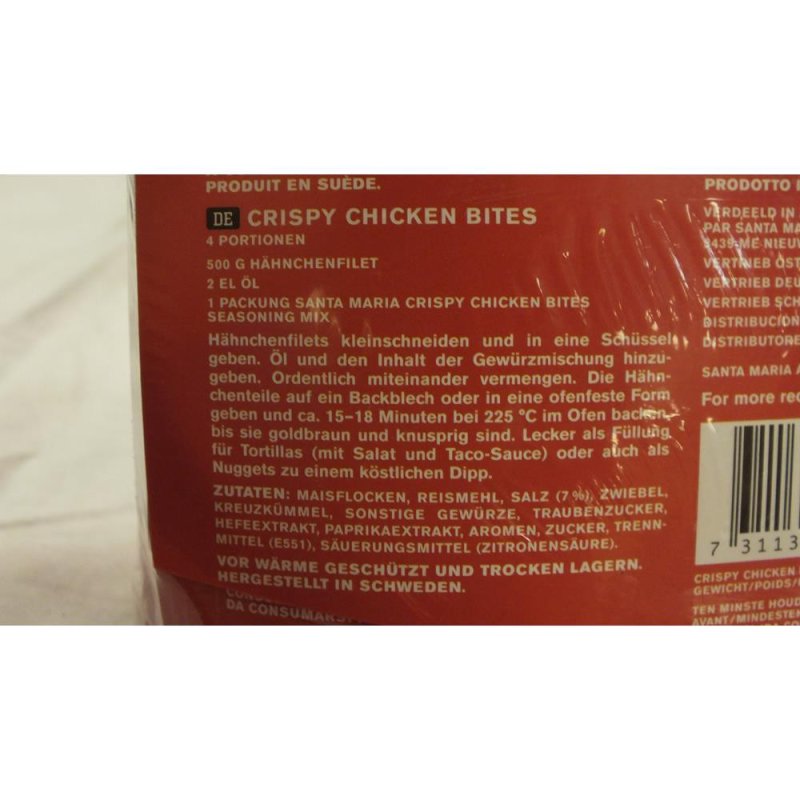 PRODUIT EN SUÈDE.
DE CRISPY CHICKEN BITES
4 PORTIONEN
500 G HÄHNCHENFILET
2 EL ÖL
1 PACKUNG SANTA MARIA CRISPY CHICKEN BITES
SEASONING MIX
Hähnchenfilets kleinschneiden und in eine Schüssel
geben. Öl und den Inhalt der Gewürzmischung hinzu-
geben. Ordentlich miteinander vermengen. Die Hähn-
chenteile auf ein Backblech oder in eine ofenfeste Form
geben und ca. 15–18 Minuten bei 225 °C im Ofen backen,
bis sie goldbraun und knusprig sind. Lecker als Füllung
für Tortillas (mit Salat und Taco-Sauce) oder auch als
Nuggets zu einem köstlichen Dipp.
ZUTATEN: MAISFLOCKEN, REISMEHL, SALZ (7 %), ZWIEBEL,
KREUZKÜMMEL, SONSTIGE GEWÜRZE, TRAUBENZUCKER,
HEFEEXTRAKT, PAPRIKAEXTRAKT, AROMEN, ZUCKER, TRENN-
MITTEL (E551), SÄUERUNGSMITTEL (ZITRONENSÄURE).
VOR WÄRME GESCHÜTZT UND TROCKEN LAGERN.
HERGESTELLT IN SCHWEDEN.
DA CONSUMARSI
PRODOTTO
VERDEELD IN
PAR SANTA MA
3439 ME NIEUW
VERTRIEB ÖST
VERTRIEB DEU
VERTRIEB SCH
DISTRIBUCIÓN
DISTRIBUTORE
SANTA MARIA A
For more rec
7 3113
CRISPY CHICKEN
GEWICHT/POIDS/
TEN MINSTE HOUD
AVANT/MINDESTEN